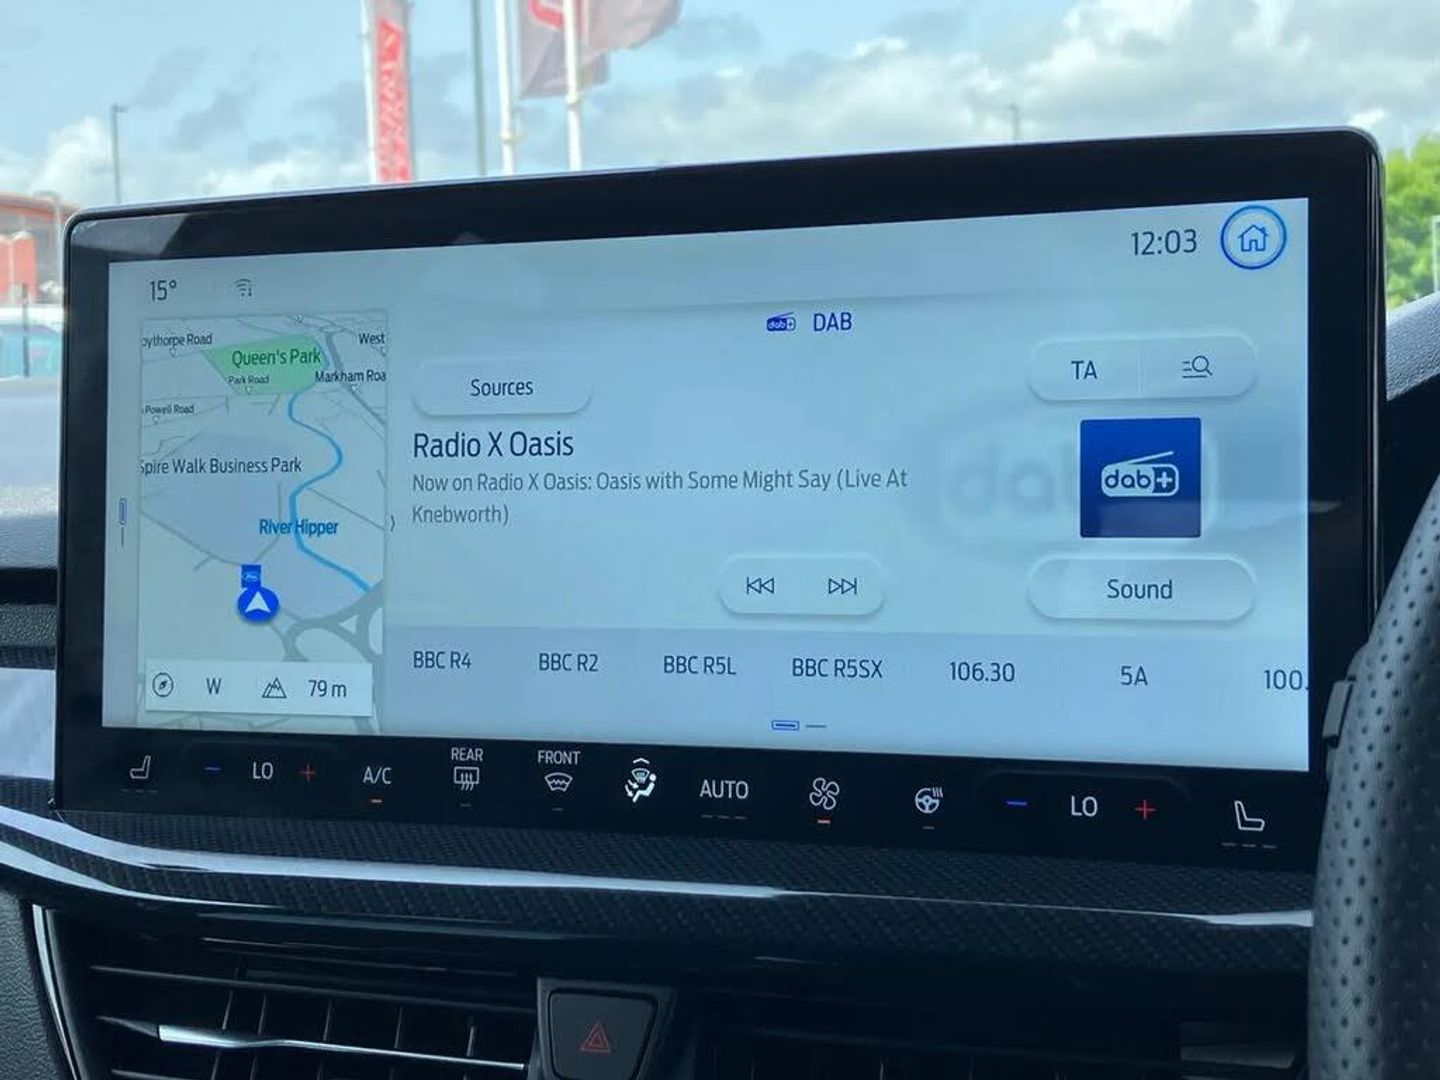 12:03
15°
dab+ DAB
Sources
TA
Radio X Oasis
Now on Radio X Oasis: Oasis with Some Might Say (Live At
Knebworth)
dab+
Sound
BBC R4
BBC R2
BBC R5L
BBC R5SX
106.30
5A
100.
West
Queen's Park
Park Road
Markham Roa
Powell Road
Spire Walk Business Park
River Hipper
W
79 m
LO
A/C
REAR
FRONT
AUTO
LO